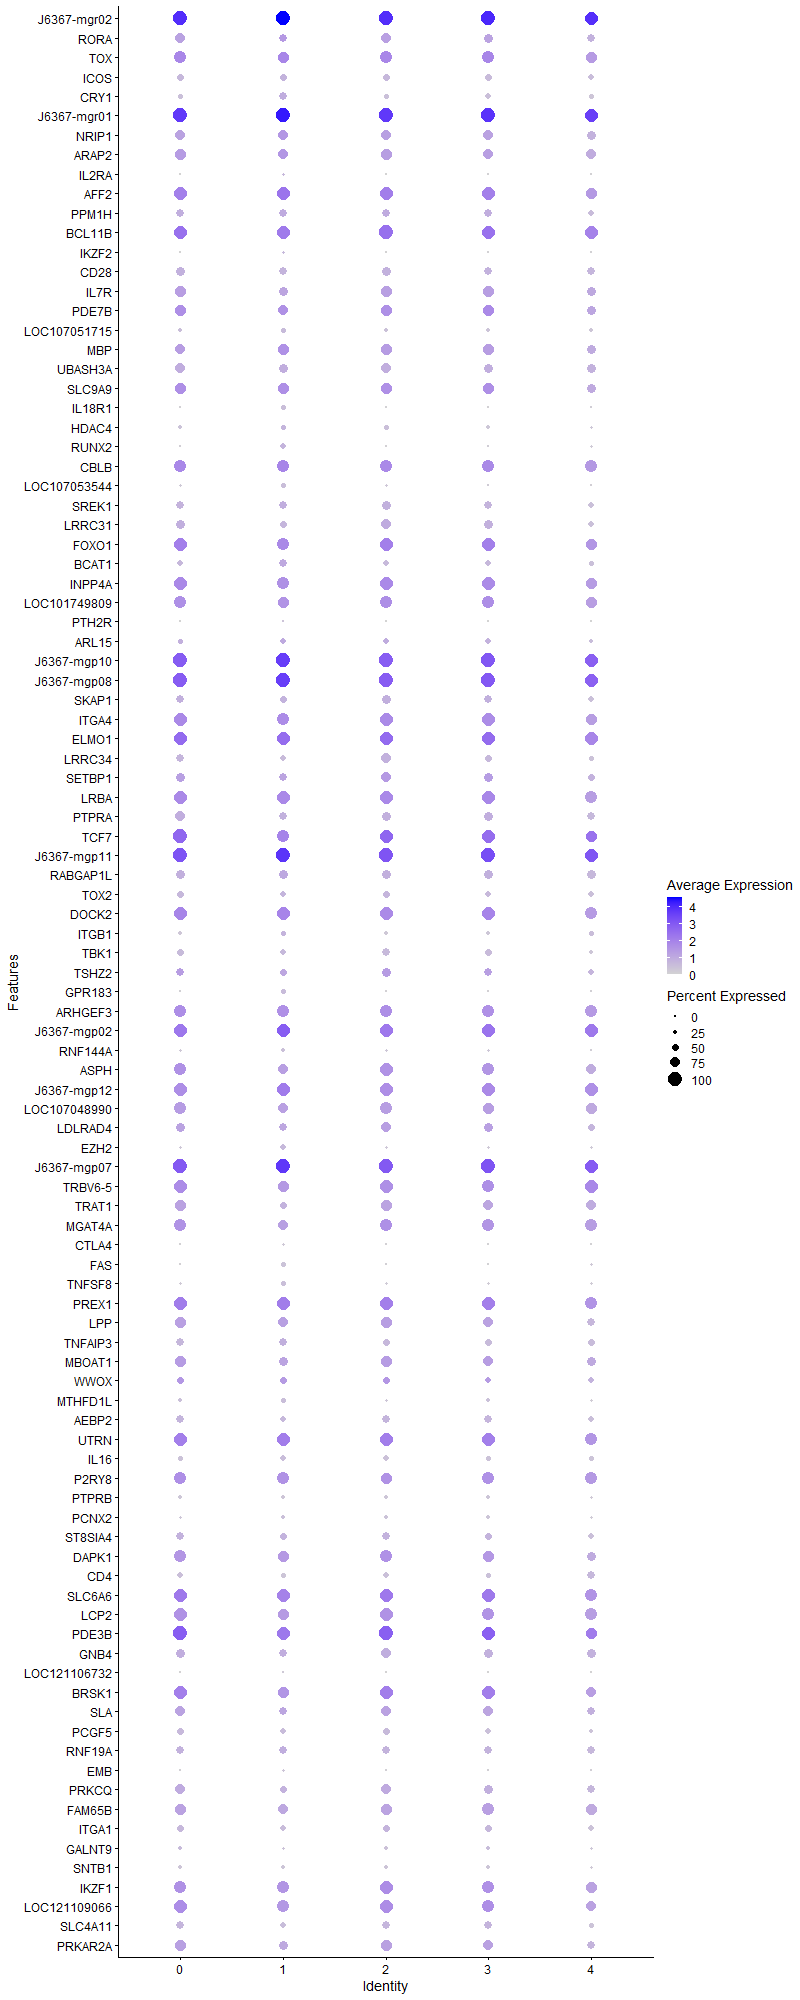 J6367-mgr02
RORA
TOX
ICOS
CRY1
J6367-mgr01
NRIP1
ARAP2
IL2RA
AFF2
PPM1H
BCL11B
IKZF2
CD28
IL7R
PDE7B
LOC107051715
MBP
UBASH3A
SLC9A9
IL18R1
HDAC4
RUNX2
CBLB
LOC107053544
SREK1
LRRC31
FOXO1
BCAT1
INPP4A
LOC101749809
PTH2R
ARL15
J6367-mgp10
J6367-mgp08
SKAP1
ITGA4
ELMO1
LRRC34
SETBP1
LRBA
PTPRA
TCF7
J6367-mgp11
RABGAP1L
TOX2
DOCK2
ITGB1
TBK1
TSHZ2
GPR183
ARHGEF3
J6367-mgp02
RNF144A
ASPH
J6367-mgp12
LOC107048990
LDLRAD4
EZH2
J6367-mgp07
TRBV6-5
TRAT1
MGAT4A
CTLA4
FAS
TNFSF8
PREX1
LPP
TNFAIP3
MBOAT1
WWOX
MTHFD1L
AEBP2
UTRN
IL16
P2RY8
PTPRB
PCNX2
ST8SIA4
DAPK1
CD4
SLC6A6
LCP2
PDE3B
GNB4
LOC121106732
BRSK1
SLA
PCGF5
RNF19A
EMB
PRKCQ
FAM65B
ITGA1
GALNT9
SNTB1
IKZF1
LOC121109066
SLC4A11
PRKAR2A
Features
0 1 2 3 4
Identity
Average Expression
4
3
2
1
0
Percent Expressed
0
25
50
75
100